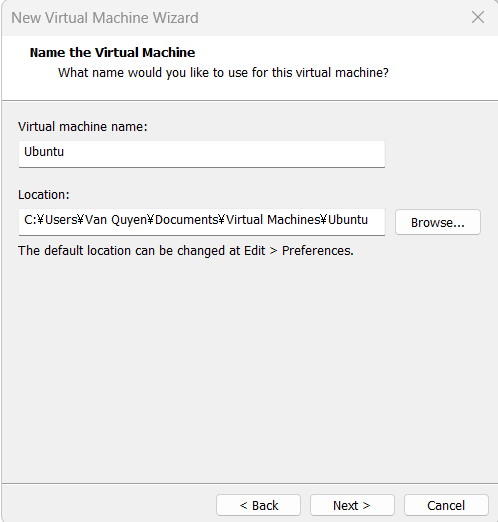 New Virtual Machine Wizard
Name the Virtual Machine
What name would you like to use for this virtual machine?
Virtual machine name:
Ubuntu
Location:
C:¥Users¥Van Quyen¥Documents¥Virtual Machines¥Ubuntu
Browse...
The default location can be changed at Edit > Preferences.
< Back
Next >
Cancel